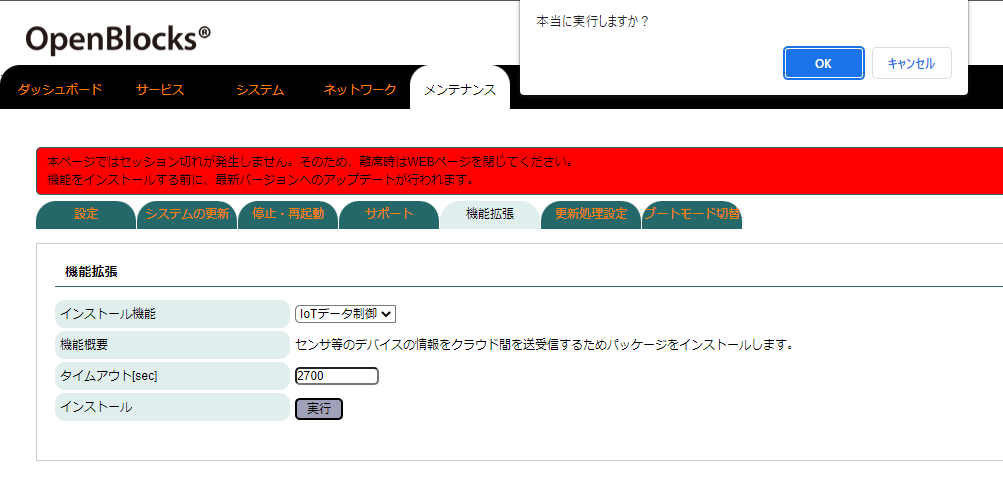 本当に実行しますか？
OK キャンセル
OpenBlocks®
ダッシュボード サービス システム ネットワーク メンテナンス
本ページではセッション切れが発生しません。そのため、離席時はWEBページを閉じてください。
機能をインストールする前に、最新バージョンへのアップデートが行われます。
設定 システムの更新 停止・再起動 サポート 機能拡張 更新処理設定 ブートモード切替
機能拡張
インストール機能 IoTデータ制御
機能概要 センサ等のデバイスの情報をクラウド間を送受信するためパッケージをインストールします。
タイムアウト[sec] 2700
インストール 実行